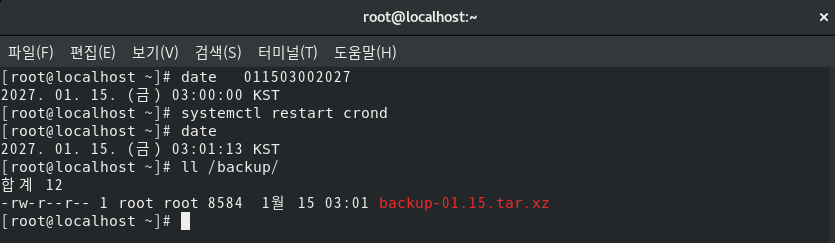 root@localhost:~
파일(F) 편집(E) 보기(V) 검색(S) 터미널(T) 도움말(H)
[root@localhost ~]# date   011503002027
2027. 01. 15. (금) 03:00:00 KST
[root@localhost ~]# systemctl restart crond
[root@localhost ~]# date
2027. 01. 15. (금) 03:01:13 KST
[root@localhost ~]# ll /backup/
합계 12
-rw-r--r-- 1 root root 8584  1월  15 03:01 backup-01.15.tar.xz
[root@localhost ~]#